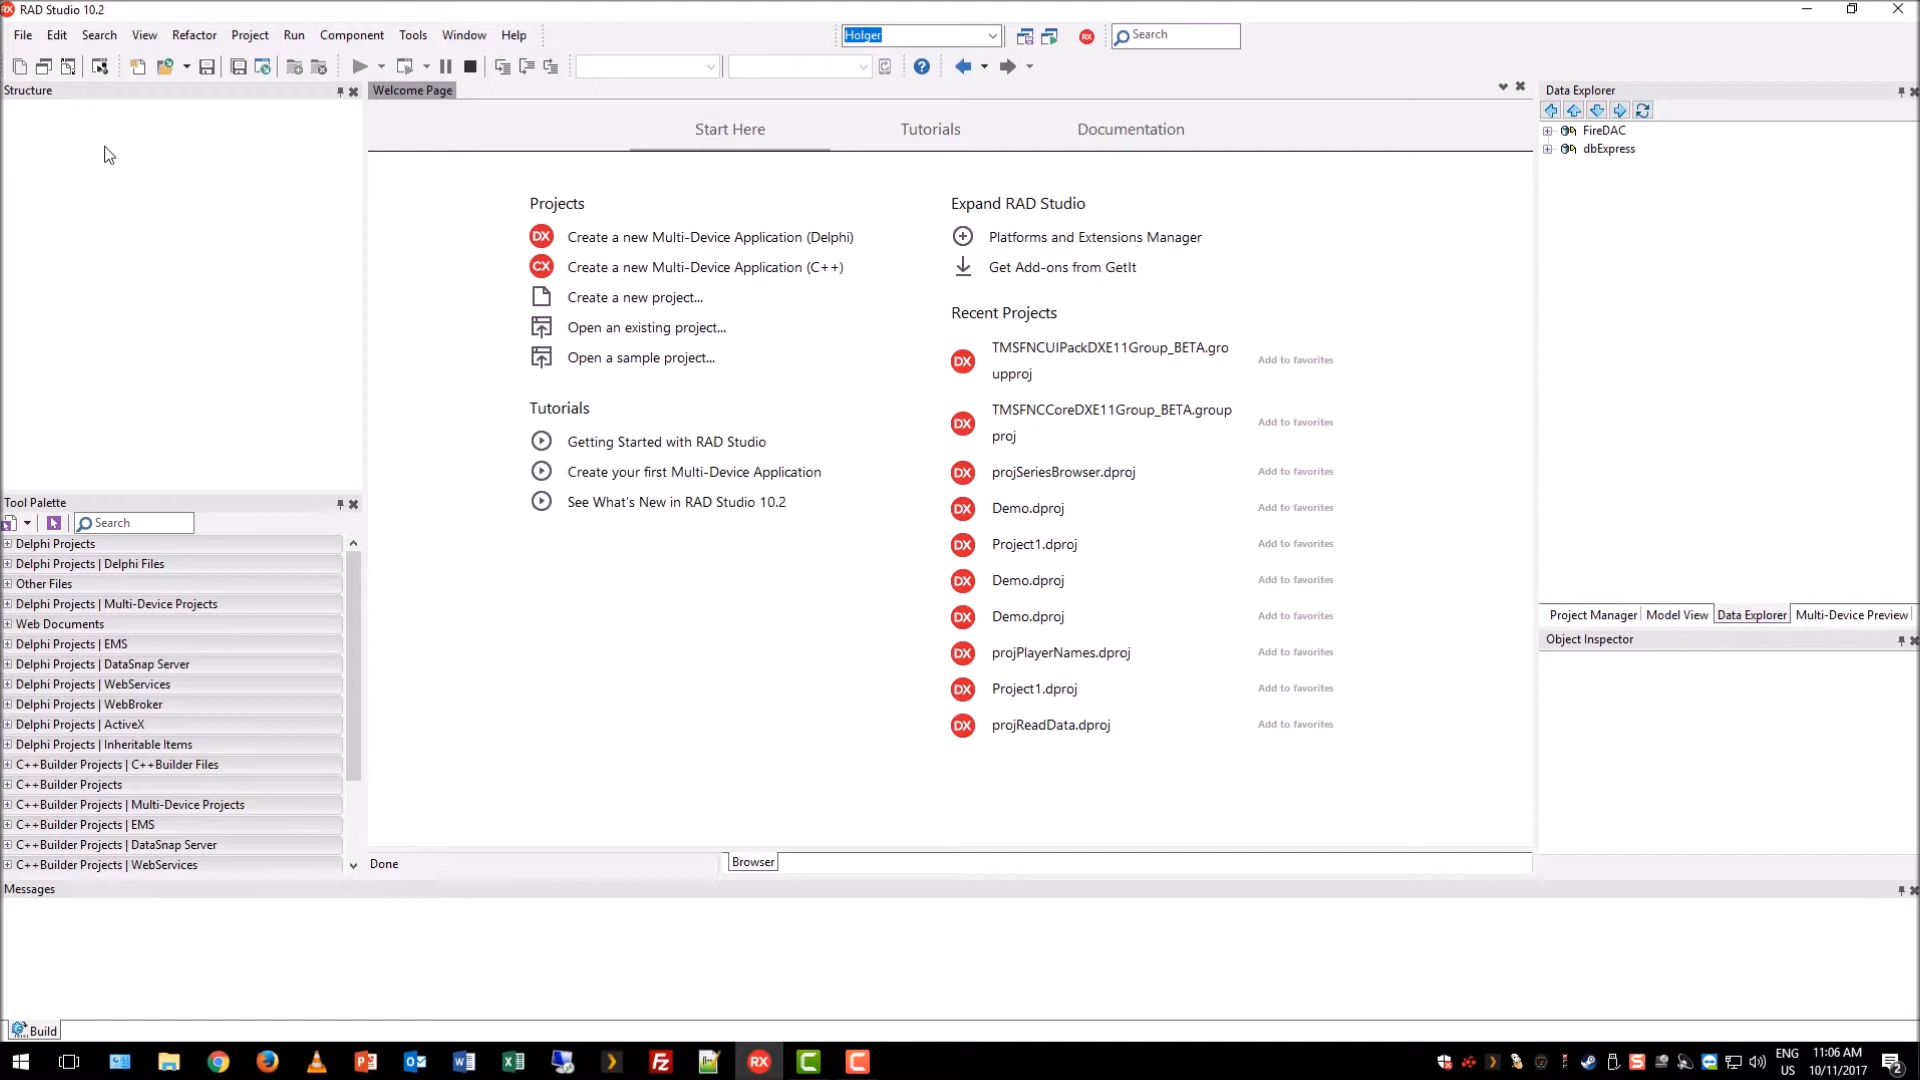 RAD Studio 10.2
File Edit Search View Refactor Project Run Component Tools Window Help
Holger
Search
Structure
Welcome Page
Data Explorer
Start Here
Tutorials
Documentation
FireDAC
dbExpress
Projects
Create a new Multi-Device Application (Delphi)
Create a new Multi-Device Application (C++)
Create a new project...
Open an existing project...
Open a sample project...
Tutorials
Getting Started with RAD Studio
Create your first Multi-Device Application
See What's New in RAD Studio 10.2
Expand RAD Studio
Platforms and Extensions Manager
Get Add-ons from GetIt
Recent Projects
TMSFNCUIPackDXE11Group_BETA.gro
upproj
Add to favorites
TMSFNCCoreDXE11Group_BETA.group
proj
Add to favorites
projSeriesBrowser.dproj Add to favorites
Demo.dproj Add to favorites
Project1.dproj Add to favorites
Demo.dproj Add to favorites
Demo.dproj Add to favorites
projPlayerNames.dproj Add to favorites
Project1.dproj Add to favorites
projReadData.dproj Add to favorites
Tool Palette
Search
Delphi Projects
Delphi Projects | Delphi Files
Other Files
Delphi Projects | Multi-Device Projects
Web Documents
Delphi Projects | EMS
Delphi Projects | DataSnap Server
Delphi Projects | WebServices
Delphi Projects | WebBroker
Delphi Projects | ActiveX
Delphi Projects | Inheritable Items
C++Builder Projects | C++Builder Files
C++Builder Projects
C++Builder Projects | Multi-Device Projects
C++Builder Projects | EMS
C++Builder Projects | DataSnap Server
C++Builder Projects | WebServices
Project Manager Model View Data Explorer Multi-Device Preview
Object Inspector
Done
Browser
Messages
Build
ENG
US
11:06 AM
10/11/2017
2